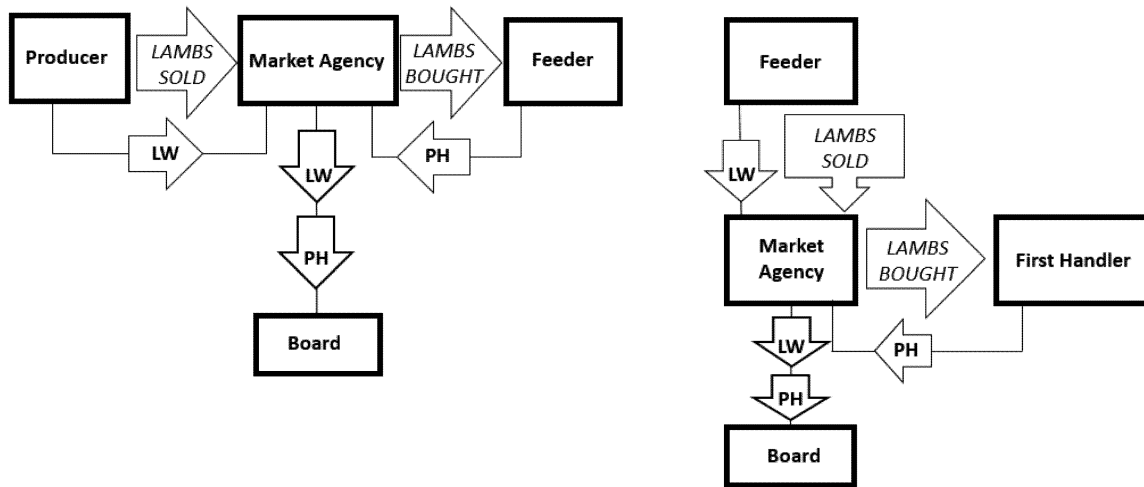 Producer
LAMBS
SOLD
Market Agency
LAMBS
BOUGHT
Feeder
LW
PH
LW
PH
Board
Feeder
LW
LAMBS
SOLD
Market
Agency
LAMBS
BOUGHT
First Handler
LW
PH
PH
Board